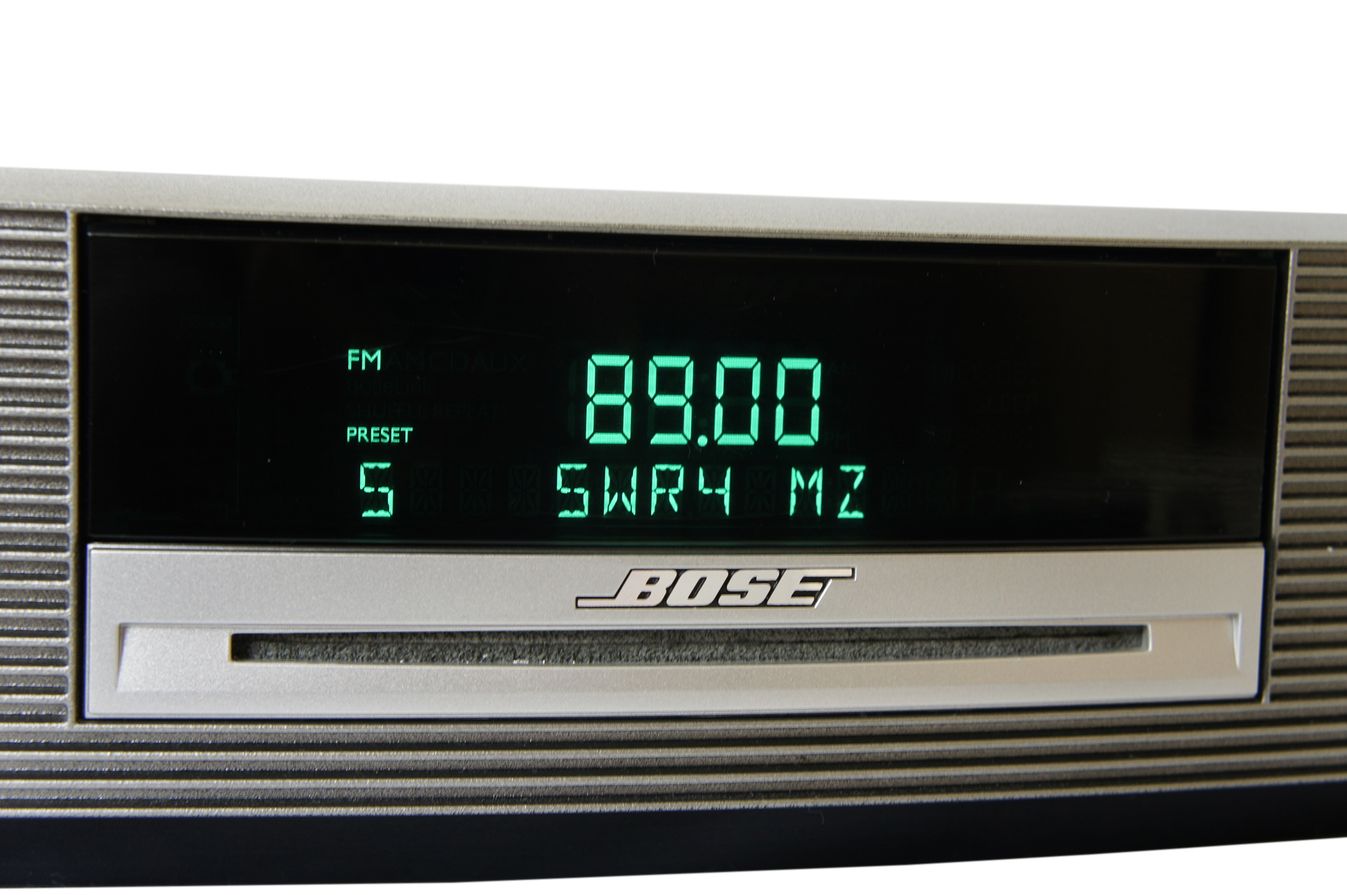 FM 89.00
PRESET
5 SWR4 MZ
BOSE